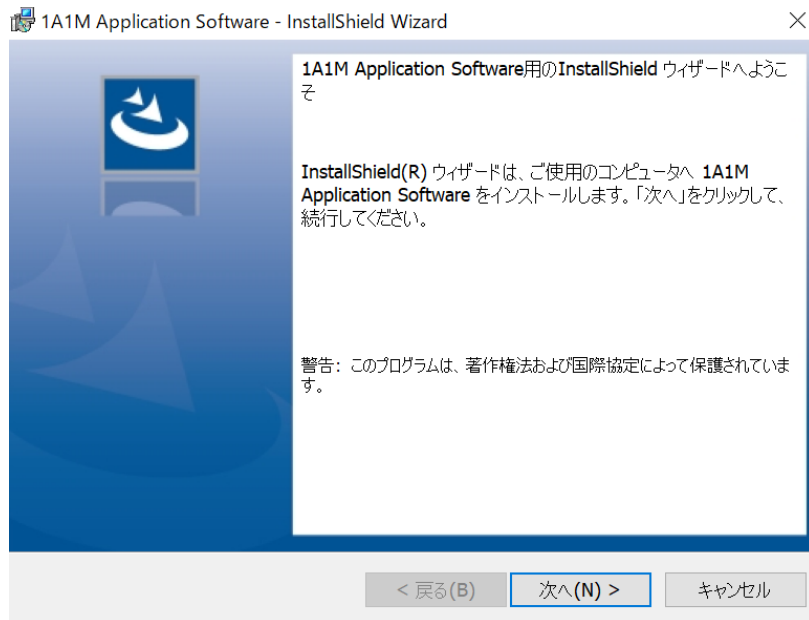 1A1M Application Software - InstallShield Wizard
1A1M Application Software用のInstallShield ウィザードへようこ
そ
InstallShield(R) ウィザードは、ご使用のコンピュータへ 1A1M
Application Software をインストールします。「次へ」をクリックして、
続行してください。
警告: このプログラムは、著作権法および国際協定によって保護されていま
す。
< 戻る(B)
次へ(N) >
キャンセル